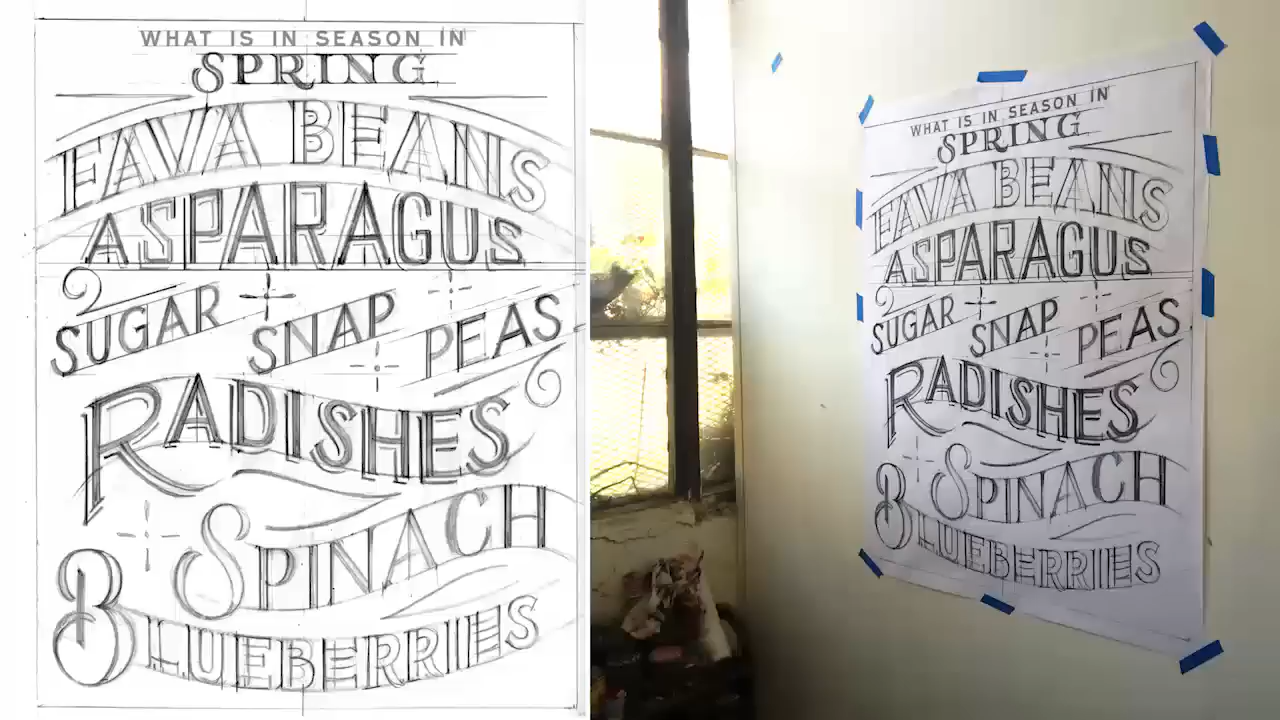 WHAT IS IN SEASON IN
SPRING
FAVA BEANS
ASPARAGUS
SUGAR SNAP PEAS
RADISHES
SPINACH
BLUEBERRIES
WHAT IS IN SEASON IN
SPRING
FAVA BEANS
ASPARAGUS
SUGAR SNAP PEAS
RADISHES
SPINACH
BLUEBERRIES